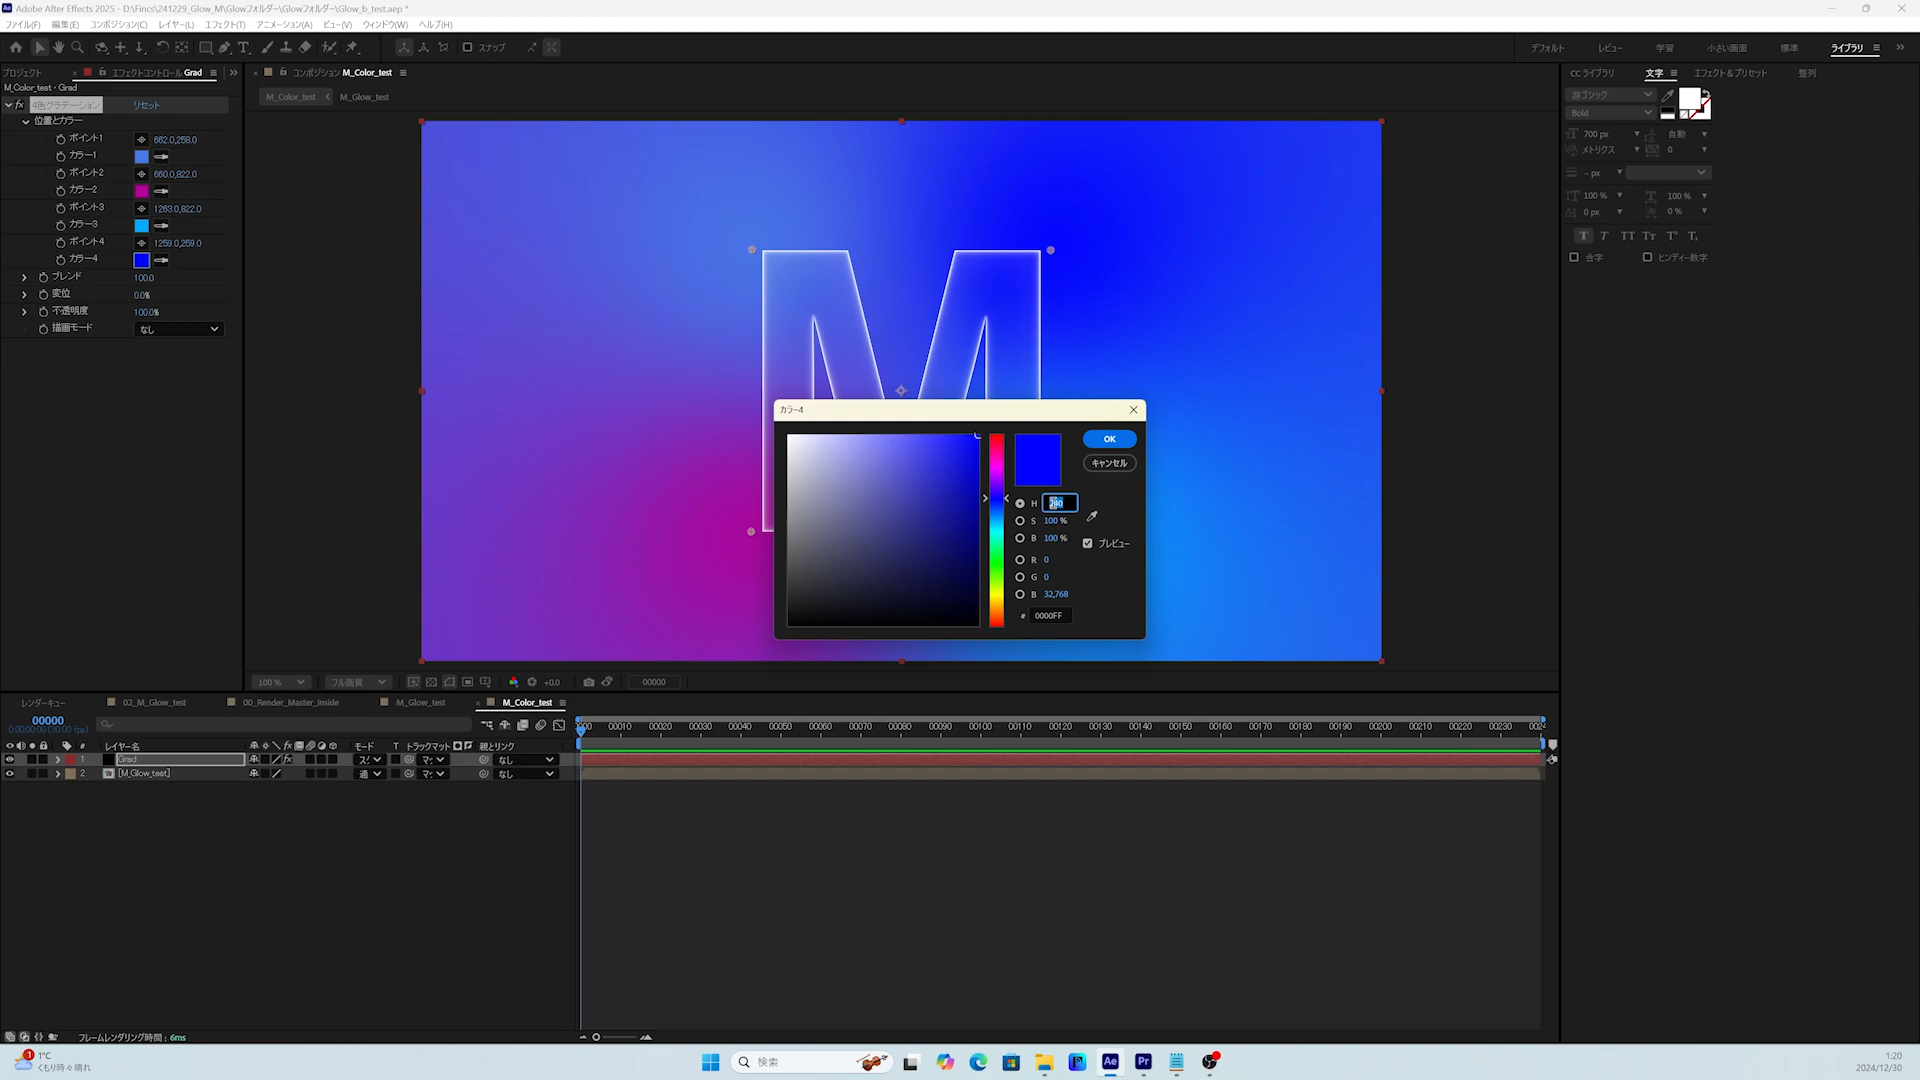 Adobe After Effects 2025 - D:\Fincs\241229_Glow_M\Glowフォルダー\Glowフォルダー\Glow_b_test.aep *
ファイル(F) 編集(E) コンポジション(C) レイヤー(L) エフェクト(T) アニメーション(A) ビュー(V) ウィンドウ(W) ヘルプ(H)
スナップ
デフォルト レビュー 学習 小さい画面 標準 ライブラリ
プロジェクト エフェクトコントロール Grad
コンポジション M_Color_test
CC ライブラリ 文字 エフェクト&プリセット 整列
M_Color_test・Grad
M_Color_test M_Glow_test
4色グラデーション リセット
位置とカラー
ポイント1 662.0,258.0
カラー1
ポイント2 660.0,822.0
カラー2
ポイント3 1263.0,822.0
カラー3
ポイント4 1259.0,259.0
カラー4
ブレンド 100.0
変位 0.0%
不透明度 100.0%
描画モード なし
游ゴシック
Bold
700 px 自動
メトリクス 0
- px
100 % 100 %
0 px 0 %
合字 ヒンディー数字
M
カラー4
OK
キャンセル
H 240
S 100 %
B 100 %
プレビュー
R 0
G 0
B 32,768
# 0000FF
100 % フル画質 +0.0 00000
レンダーキュー 02_M_Glow_test 00_Render_Master_inside M_Glow_test M_Color_test
00000
0:00:00:00 (30.00 fps)
00010 00020 00030 00040 00050 00060 00070 00080 00090 00100 00110 00120 00130 00140 00150 00160 00170 00180 00190 00200 00210 00220 00230
# レイヤー名 モード T トラックマット 親とリンク
1 Grad なし
2 [M_Glow_test] なし
フレームレンダリング時間: 6ms
1
1°C
くもり時々晴れ
検索
Ae
Pr
1:20
2024/12/30